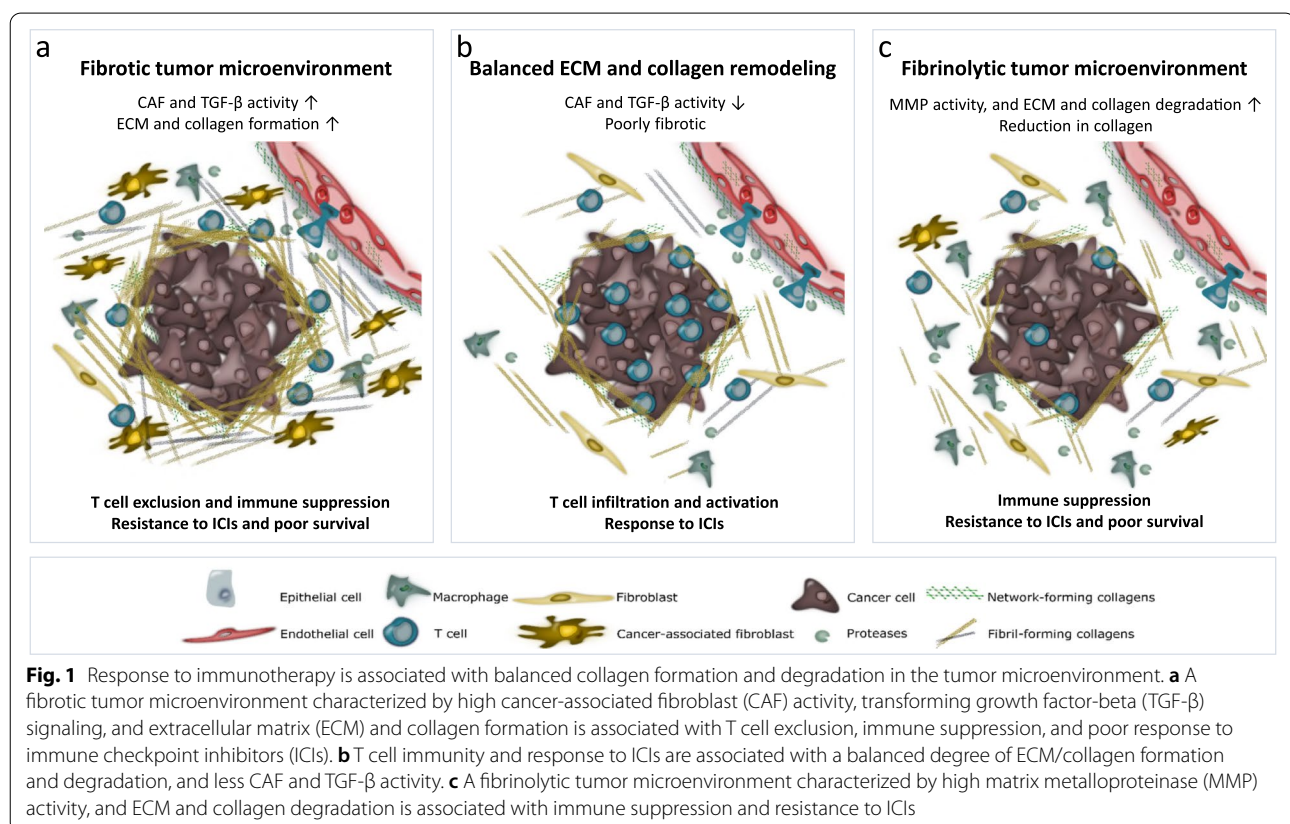 a
Fibrotic tumor microenvironment
CAF and TGF-β activity ↑
ECM and collagen formation ↑
T cell exclusion and immune suppression
Resistance to ICIs and poor survival
b
Balanced ECM and collagen remodeling
CAF and TGF-β activity ↓
Poorly fibrotic
T cell infiltration and activation
Response to ICIs
c
Fibrinolytic tumor microenvironment
MMP activity, and ECM and collagen degradation ↑
Reduction in collagen
Immune suppression
Resistance to ICIs and poor survival
Epithelial cell
Macrophage
Fibroblast
Cancer cell
Network-forming collagens
Endothelial cell
T cell
Cancer-associated fibroblast
Proteases
Fibril-forming collagens
Fig. 1 Response to immunotherapy is associated with balanced collagen formation and degradation in the tumor microenvironment. a A
fibrotic tumor microenvironment characterized by high cancer-associated fibroblast (CAF) activity, transforming growth factor-beta (TGF-β)
signaling, and extracellular matrix (ECM) and collagen formation is associated with T cell exclusion, immune suppression, and poor response to
immune checkpoint inhibitors (ICIs). b T cell immunity and response to ICIs are associated with a balanced degree of ECM/collagen formation
and degradation, and less CAF and TGF-β activity. c A fibrinolytic tumor microenvironment characterized by high matrix metalloproteinase (MMP)
activity, and ECM and collagen degradation is associated with immune suppression and resistance to ICIs